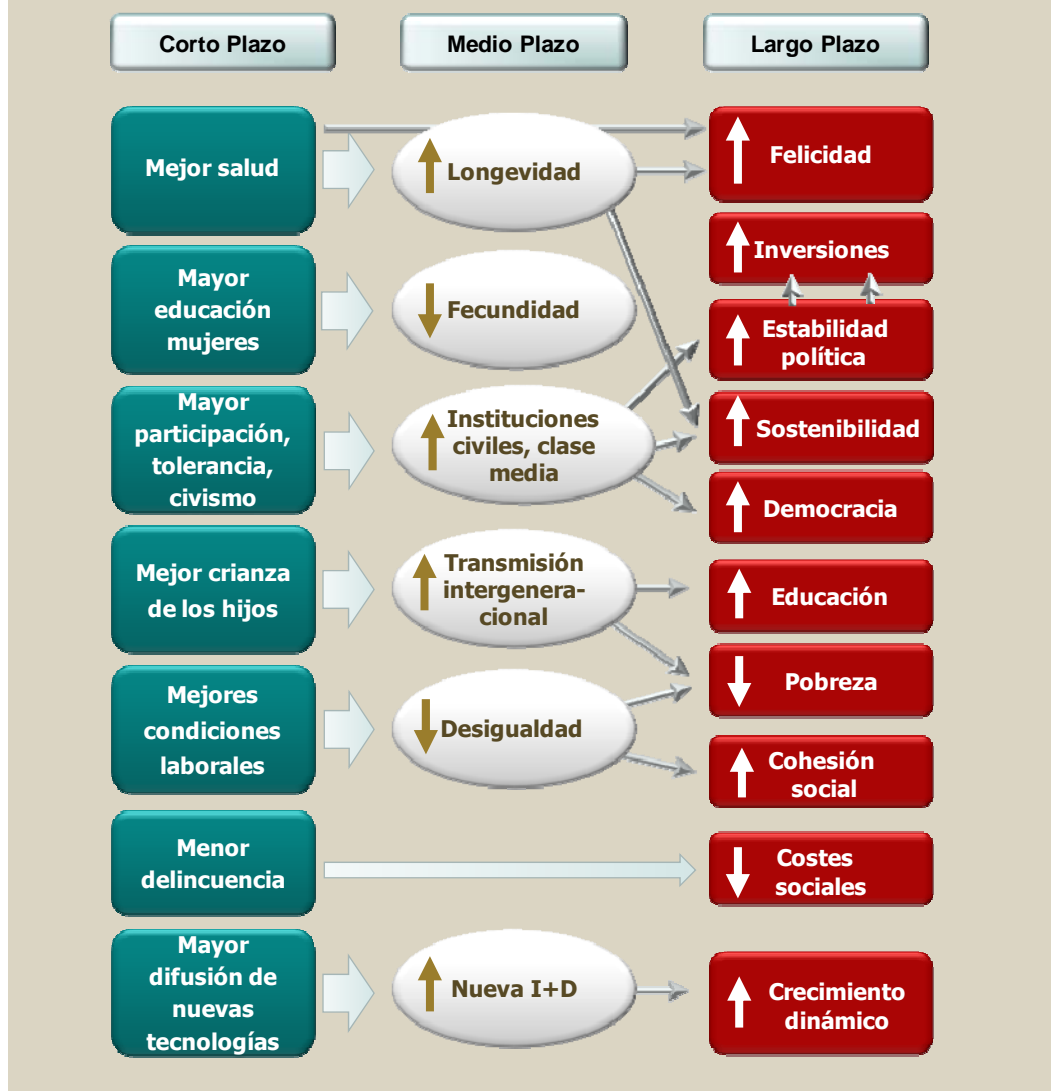 Corto Plazo
Medio Plazo
Largo Plazo
Mejor salud
Longevidad
Felicidad
Inversiones
Mayor
educación
mujeres
Fecundidad
Estabilidad
política
Mayor
participación,
tolerancia,
civismo
Instituciones
civiles, clase
media
Sostenibilidad
Democracia
Mejor crianza
de los hijos
Transmisión
intergenera-
cional
Educación
Pobreza
Mejores
condiciones
laborales
Desigualdad
Cohesión
social
Menor
delincuencia
Costes
sociales
Mayor
difusión de
nuevas
tecnologías
Nueva I+D
Crecimiento
dinámico